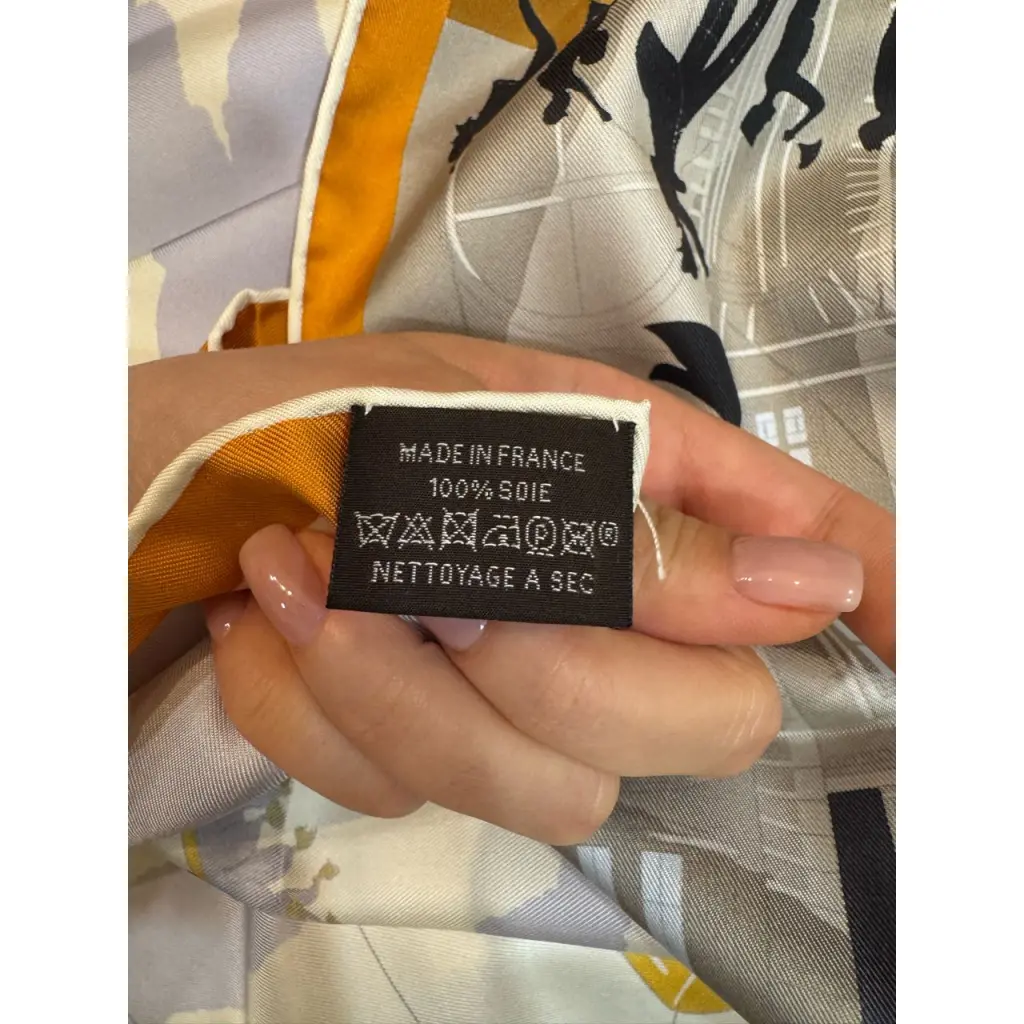 MADE IN FRANCE
100% SOIE
P ®
NETTOYAGE A SEC